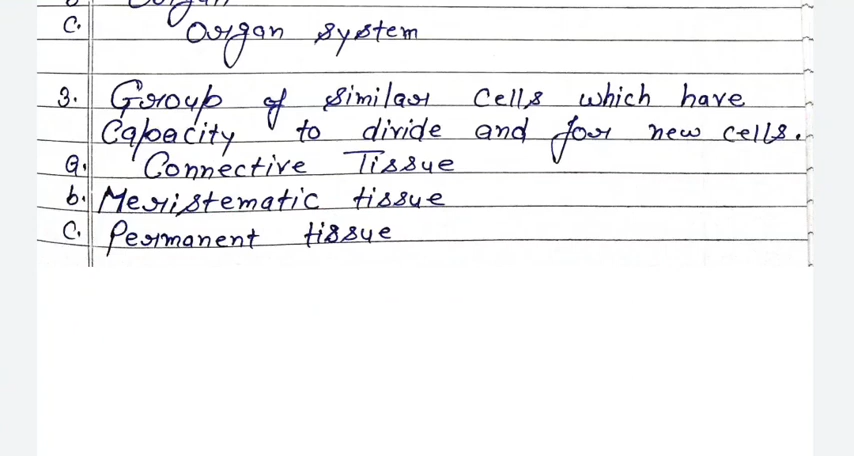 C. Organ system
3. Group of similar cells which have
Capacity to divide and for new cells.
a. Connective Tissue
b. Meristematic tissue
C. Permanent tissue